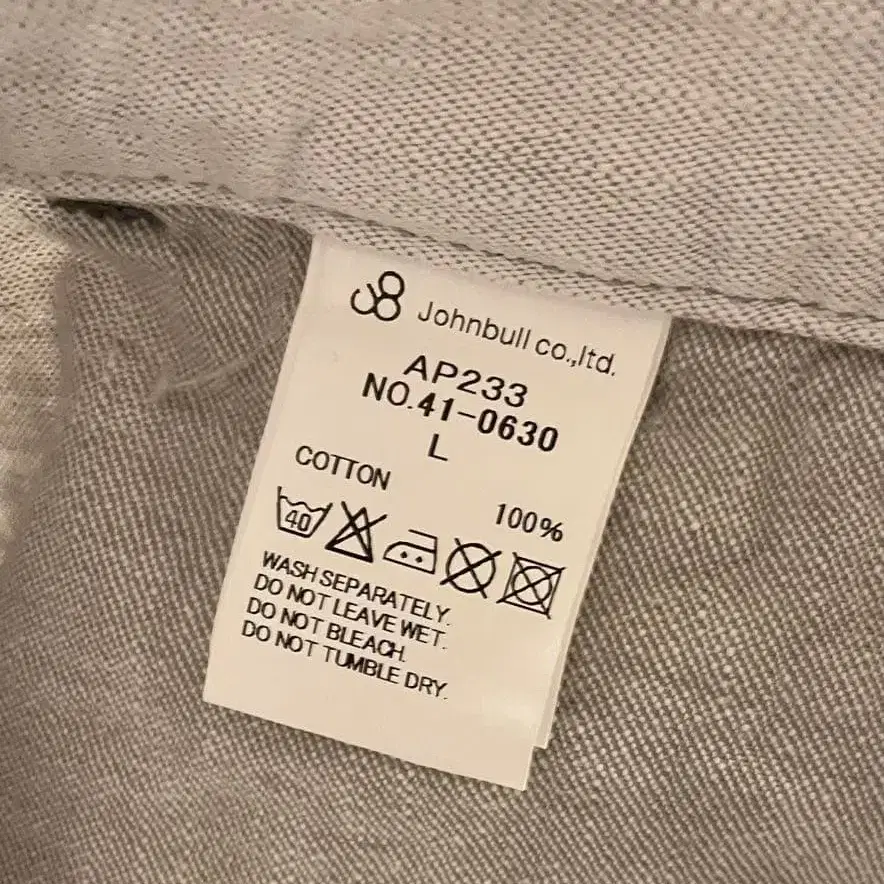 Johnbull co.,ltd.
AP233
NO.41-0630
L
COTTON 100%
40
WASH SEPARATELY.
DO NOT LEAVE WET.
DO NOT BLEACH.
DO NOT TUMBLE DRY.